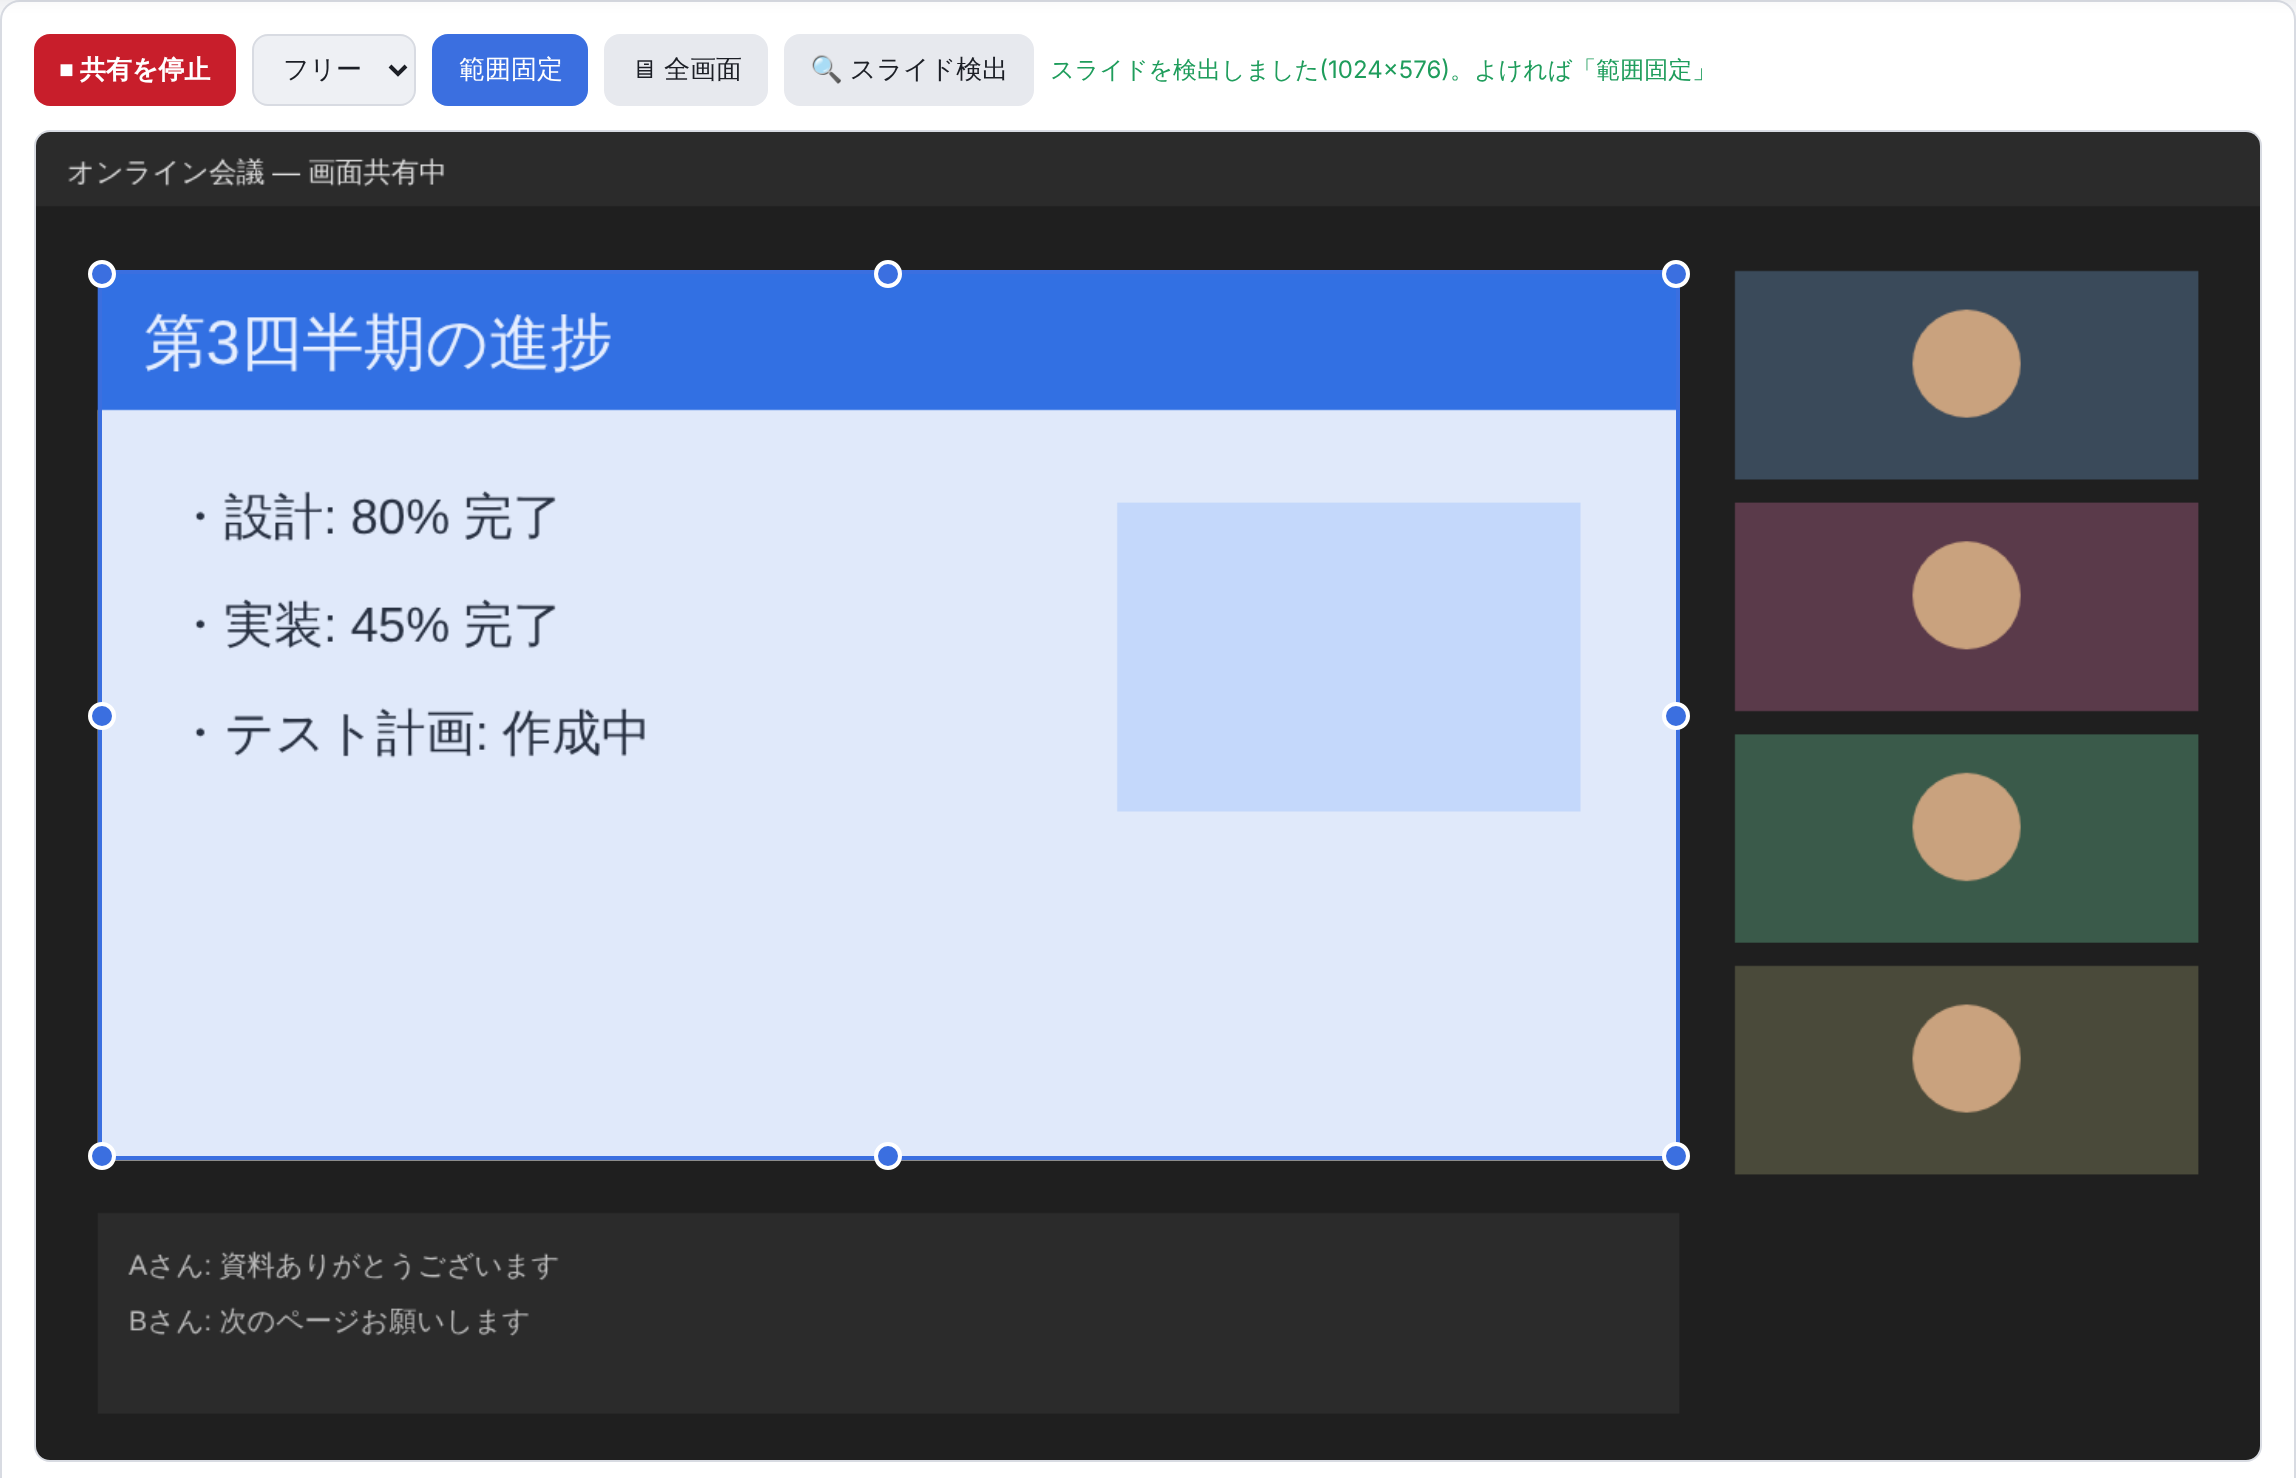 ■ 共有を停止 フリー 範囲固定 🖥 全画面 🔍 スライド検出 スライドを検出しました(1024×576)。よければ「範囲固定」
オンライン会議 — 画面共有中
第3四半期の進捗
・設計: 80% 完了
・実装: 45% 完了
・テスト計画: 作成中
Aさん: 資料ありがとうございます
Bさん: 次のページお願いします